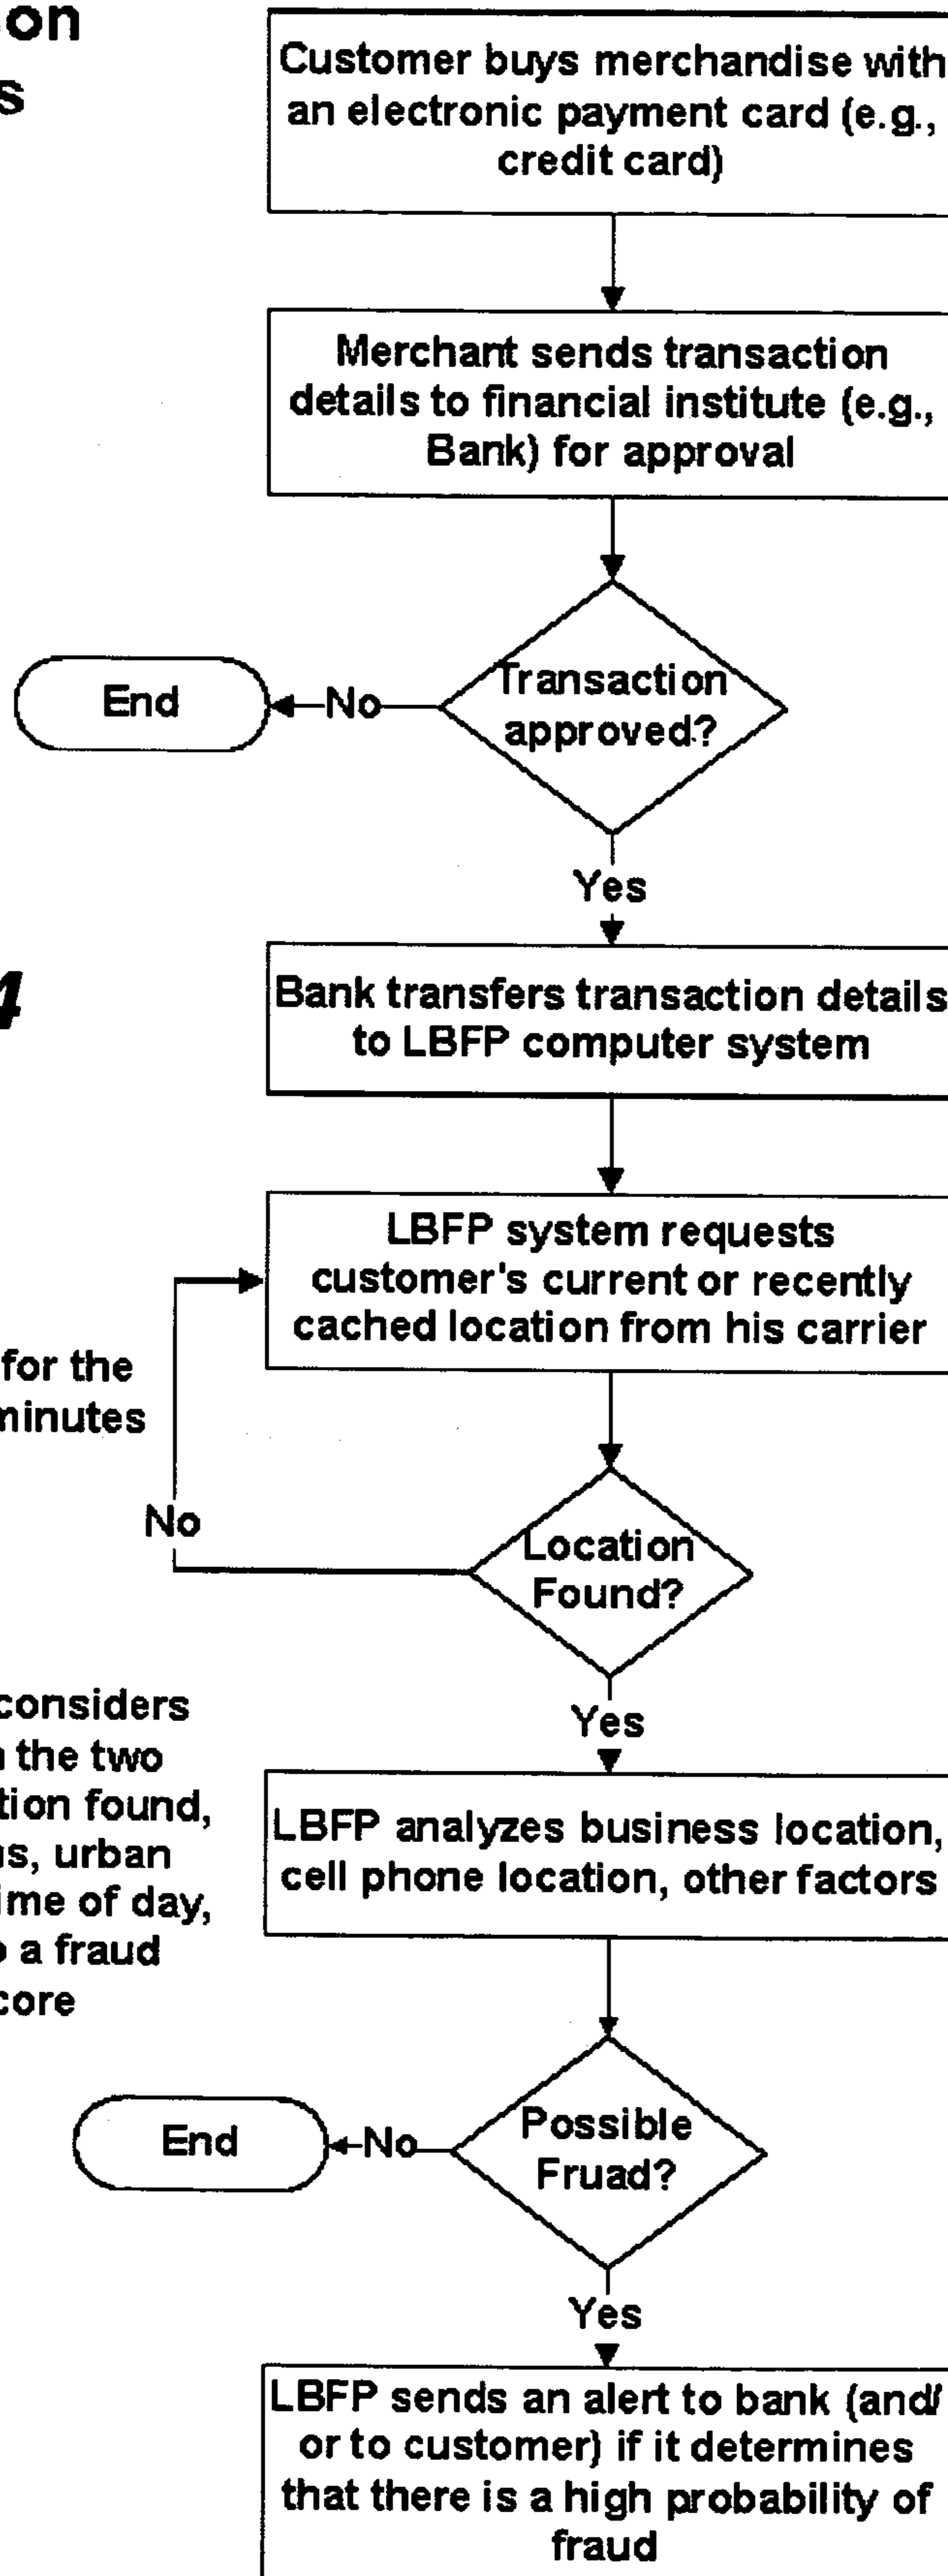 on
s
Customer buys merchandise with
an electronic payment card (e.g.,
credit card)
Merchant sends transaction
details to financial institute (e.g.,
Bank) for approval
Transaction
approved?
No
End
Yes
4
Bank transfers transaction details
to LBFP computer system
LBFP system requests
customer's current or recently
cached location from his carrier
for the
minutes
No
Location
Found?
Yes
considers
the two
tion found,
s, urban
ime of day,
a fraud
core
LBFP analyzes business location,
cell phone location, other factors
Possible
Fruad?
No
End
Yes
LBFP sends an alert to bank (and/
or to customer) if it determines
that there is a high probability of
fraud